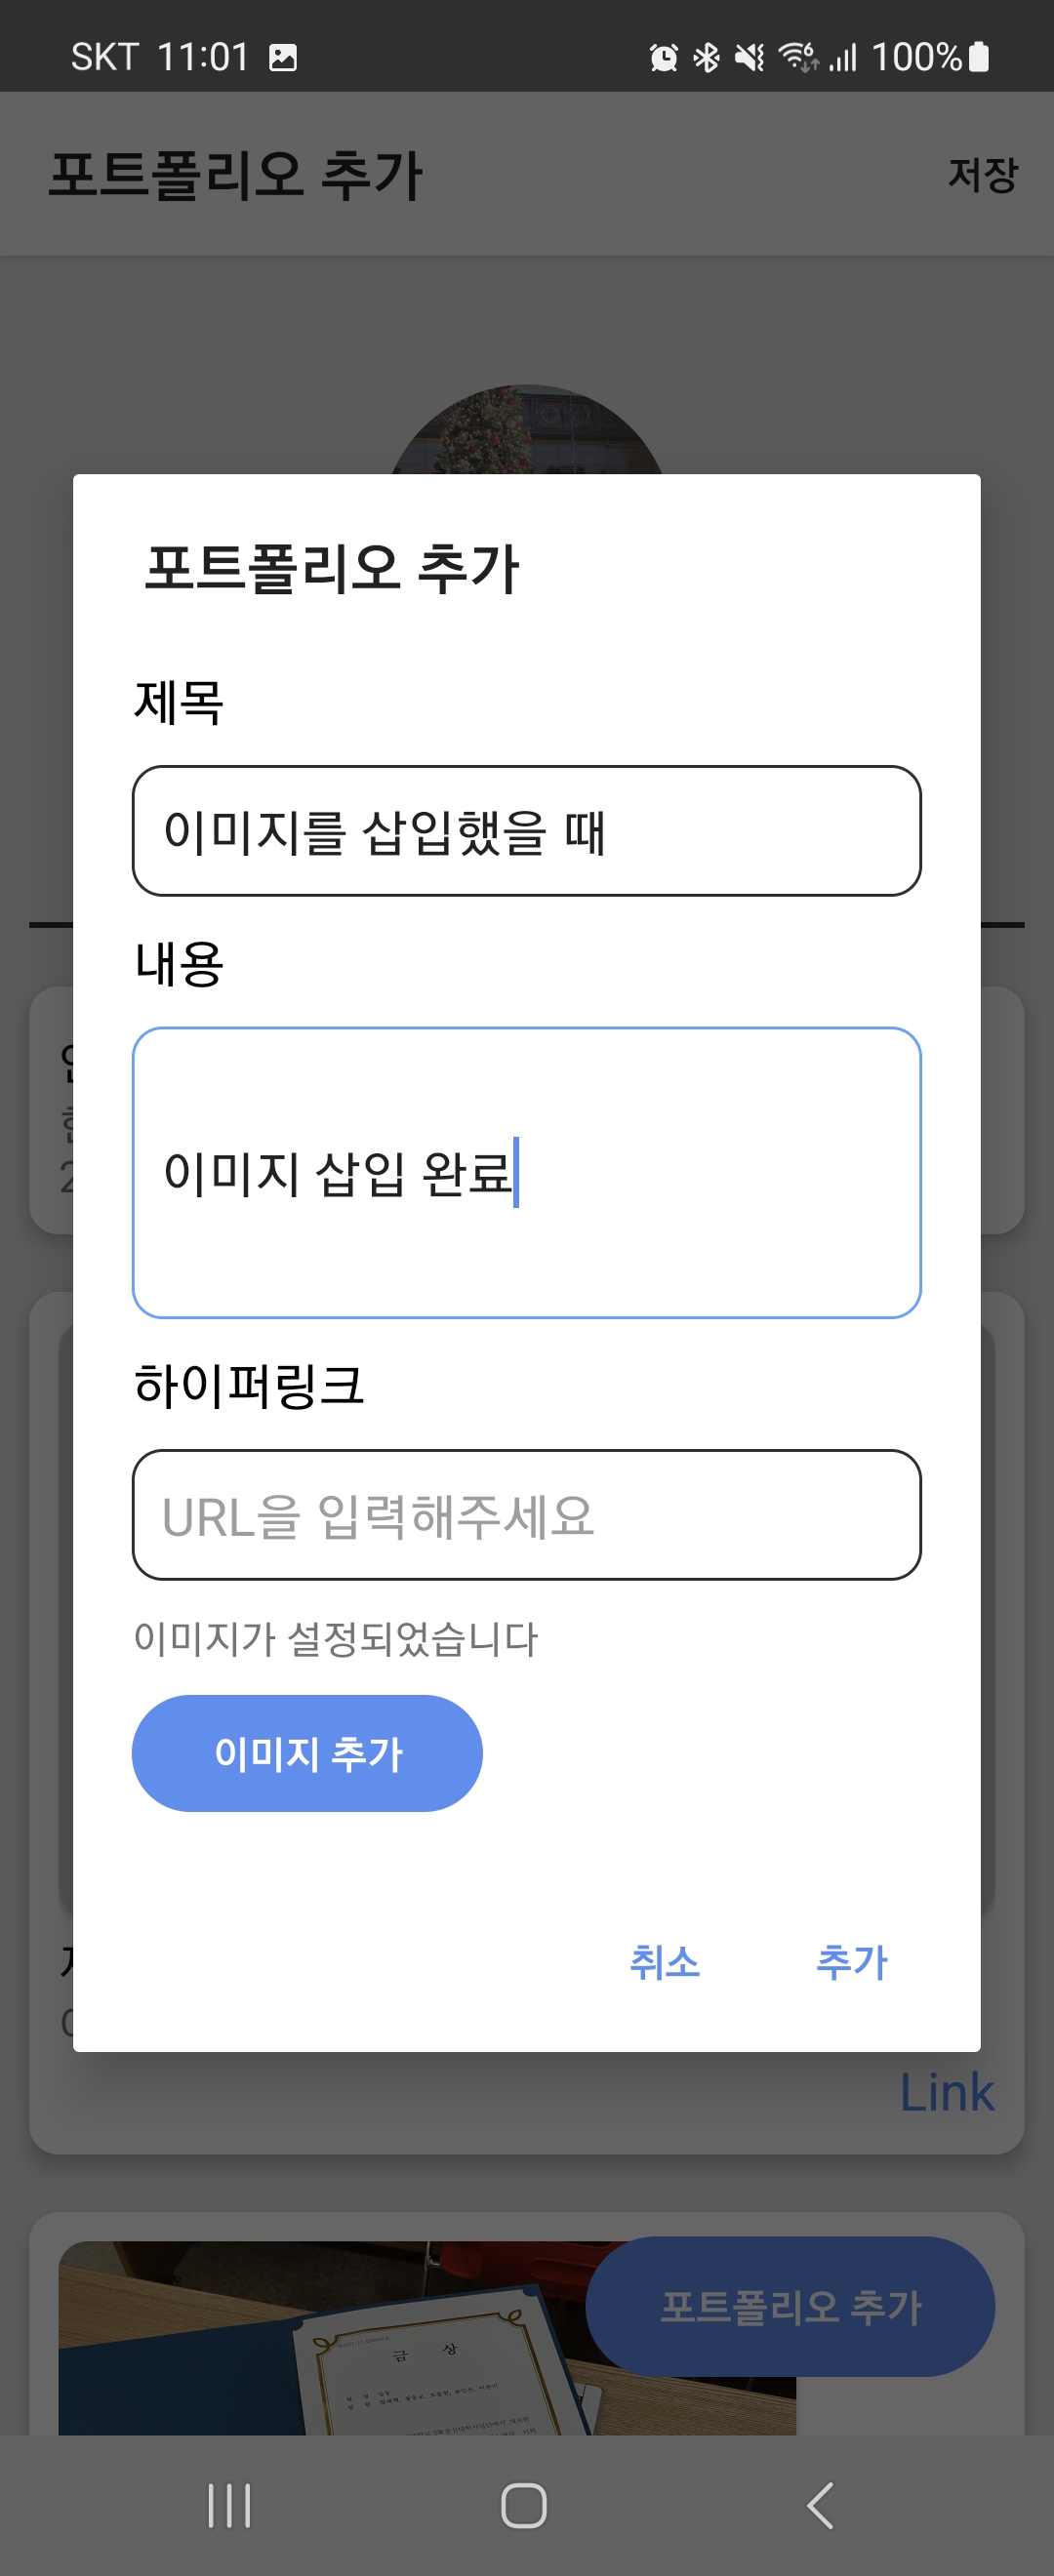 SKT 11:01 100%
포트폴리오 추가 저장
포트폴리오 추가
제목
이미지를 삽입했을 때
내용
이미지 삽입 완료
하이퍼링크
URL을 입력해주세요
이미지가 설정되었습니다
이미지 추가
취소 추가
Link
포트폴리오 추가
금 상